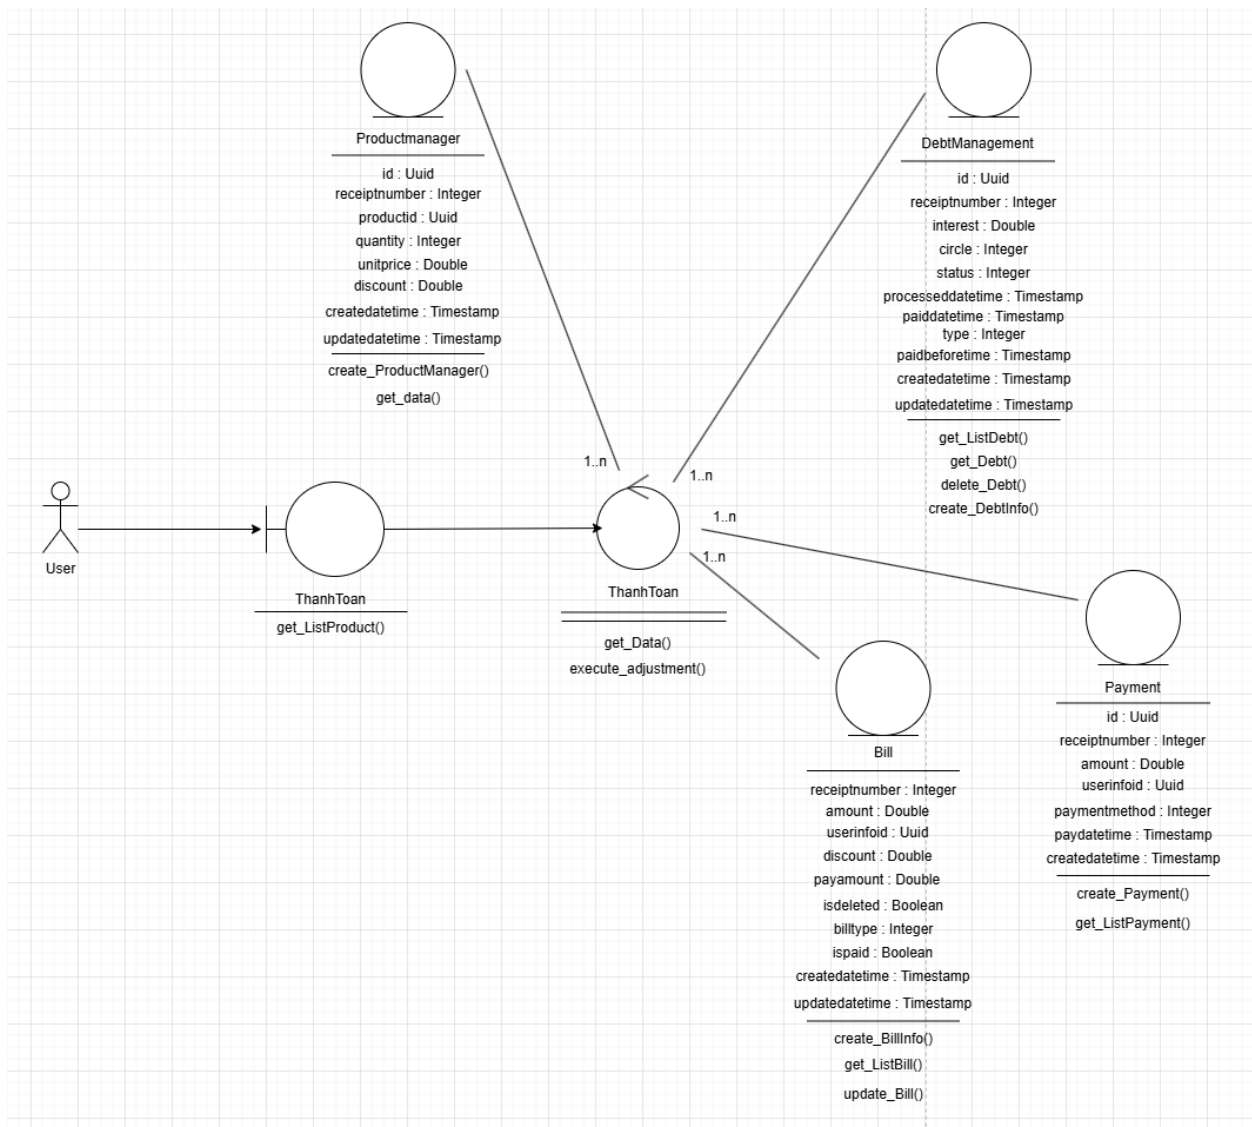 Productmanager
id : Uuid
receiptnumber : Integer
productid : Uuid
quantity : Integer
unitprice : Double
discount : Double
createdatetime : Timestamp
updatedatetime : Timestamp
create_ProductManager()
get_data()
DebtManagement
id : Uuid
receiptnumber : Integer
interest : Double
circle : Integer
status : Integer
processeddatetime : Timestamp
paiddatetime : Timestamp
type : Integer
paidbeforetime : Timestamp
createdatetime : Timestamp
updatedatetime : Timestamp
get_ListDebt()
get_Debt()
delete_Debt()
create_DebtInfo()
1..n
1..n
1..n
1..n
User
ThanhToan
get_ListProduct()
ThanhToan
get_Data()
execute_adjustment()
Bill
receiptnumber : Integer
amount : Double
userinfoid : Uuid
discount : Double
payamount : Double
isdeleted : Boolean
billtype : Integer
ispaid : Boolean
createdatetime : Timestamp
updatedatetime : Timestamp
create_BillInfo()
get_ListBill()
update_Bill()
Payment
id : Uuid
receiptnumber : Integer
amount : Double
userinfoid : Uuid
paymentmethod : Integer
paydatetime : Timestamp
createdatetime : Timestamp
create_Payment()
get_ListPayment()